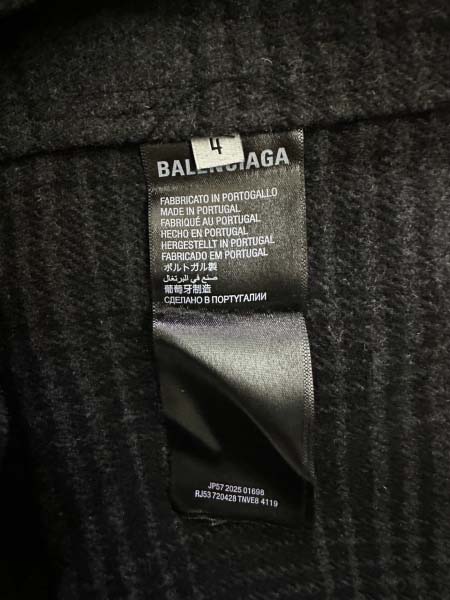 4
BALENCIAGA
FABBRICATO IN PORTOGALLO
MADE IN PORTUGAL
FABRIQUÉ AU PORTUGAL
HECHO EN PORTUGAL
HERGESTELLT IN PORTUGAL
FABRICADO EM PORTUGAL
ポルトガル製
صنع في البرتغال
葡萄牙制造
СДЕЛАНО В ПОРТУГАЛИИ
JP57 2025 01698
RJ53 720428 TNVE8 4119